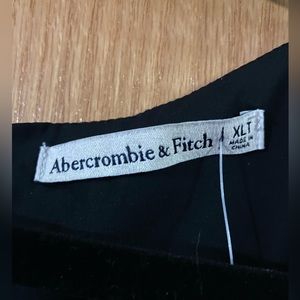 Abercrombie & Fitch
XLT
MADE IN
CHINA